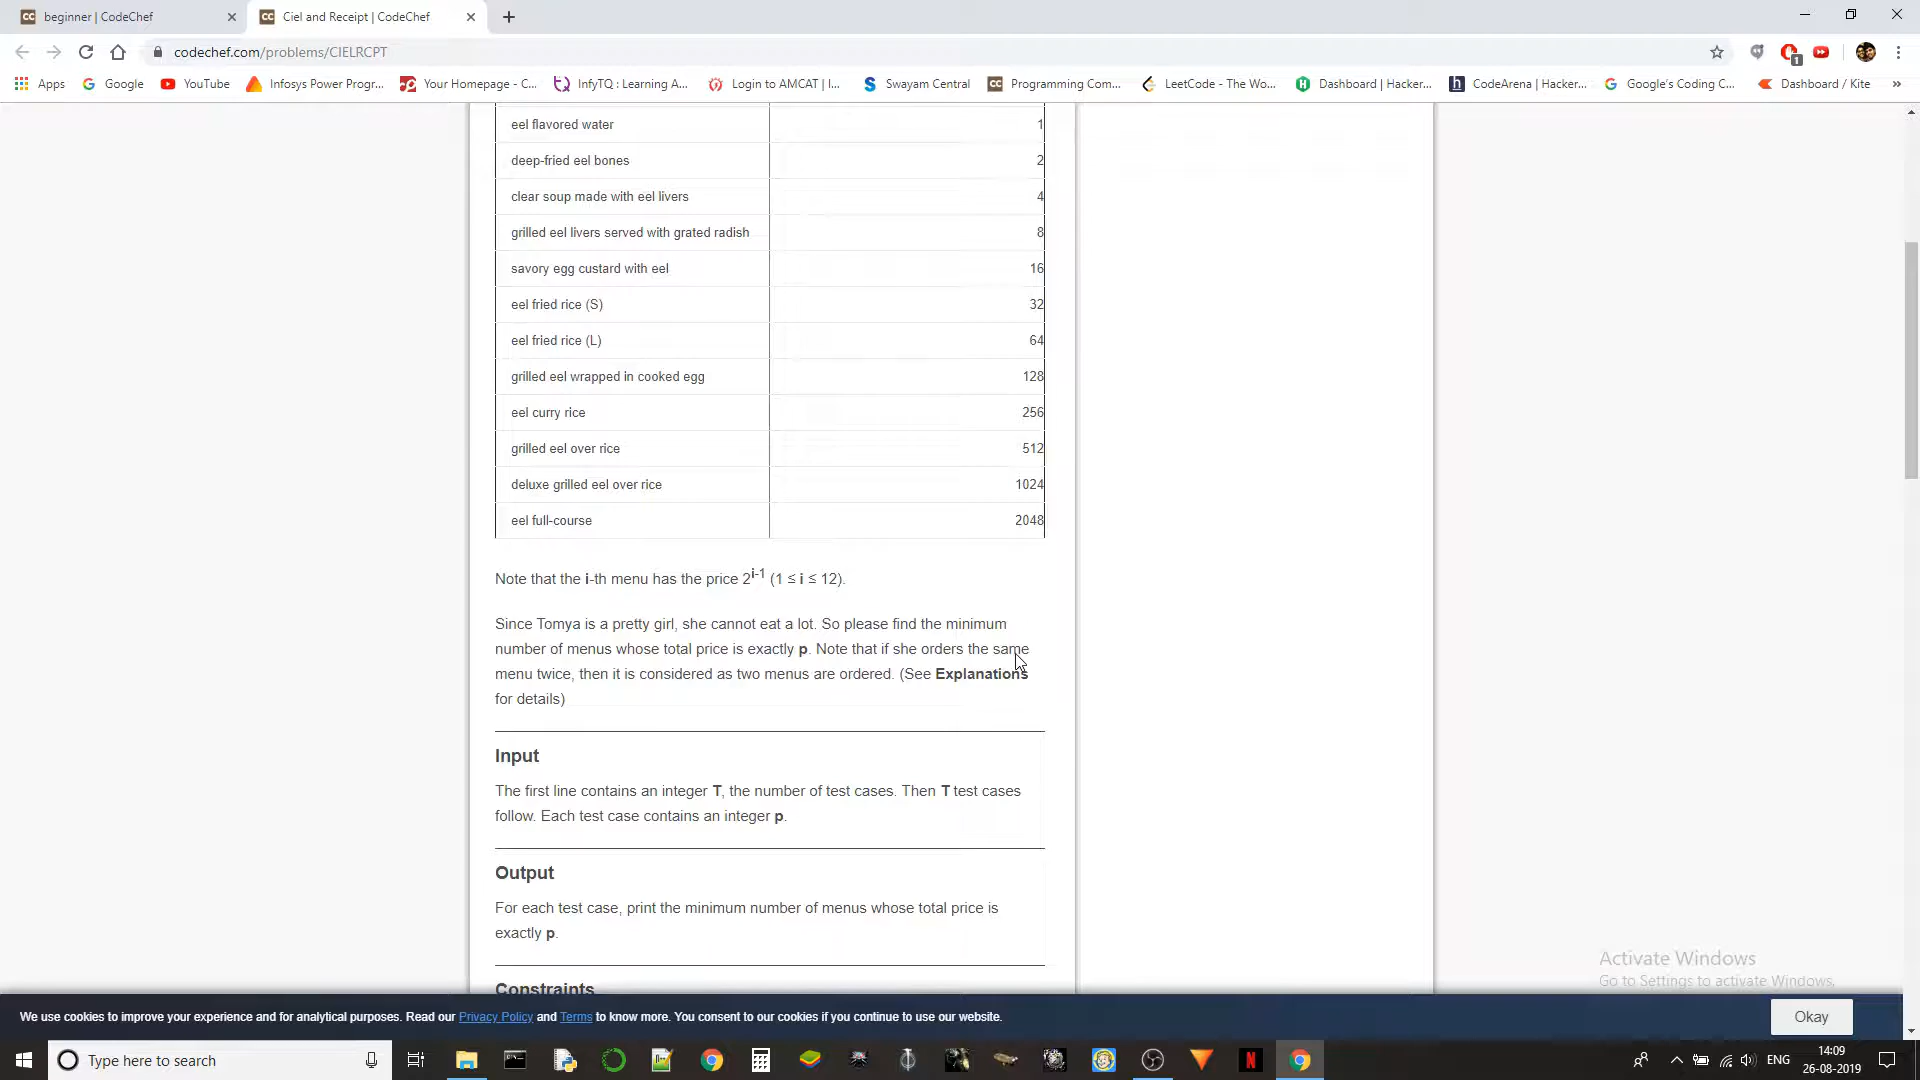 beginner | CodeChef
Ciel and Receipt | CodeChef
codechef.com/problems/CIELRCPT
1
Apps
Google
YouTube
Infosys Power Progr...
Your Homepage - C...
InfyTQ : Learning A...
Login to AMCAT | I...
Swayam Central
Programming Com...
LeetCode - The Wo...
Dashboard | Hacker...
CodeArena | Hacker...
Google's Coding C...
Dashboard / Kite
»
eel flavored water 1
deep-fried eel bones 2
clear soup made with eel livers 4
grilled eel livers served with grated radish 8
savory egg custard with eel 16
eel fried rice (S) 32
eel fried rice (L) 64
grilled eel wrapped in cooked egg 128
eel curry rice 256
grilled eel over rice 512
deluxe grilled eel over rice 1024
eel full-course 2048
Note that the i-th menu has the price 2^i-1 (1 ≤ i ≤ 12).
Since Tomya is a pretty girl, she cannot eat a lot. So please find the minimum
number of menus whose total price is exactly p. Note that if she orders the same
menu twice, then it is considered as two menus are ordered. (See Explanations
for details)
Input
The first line contains an integer T, the number of test cases. Then T test cases
follow. Each test case contains an integer p.
Output
For each test case, print the minimum number of menus whose total price is
exactly p.
Constraints
Activate Windows
Go to Settings to activate Windows.
We use cookies to improve your experience and for analytical purposes. Read our Privacy Policy and Terms to know more. You consent to our cookies if you continue to use our website.
Okay
Type here to search
ENG
14:09
26-08-2019